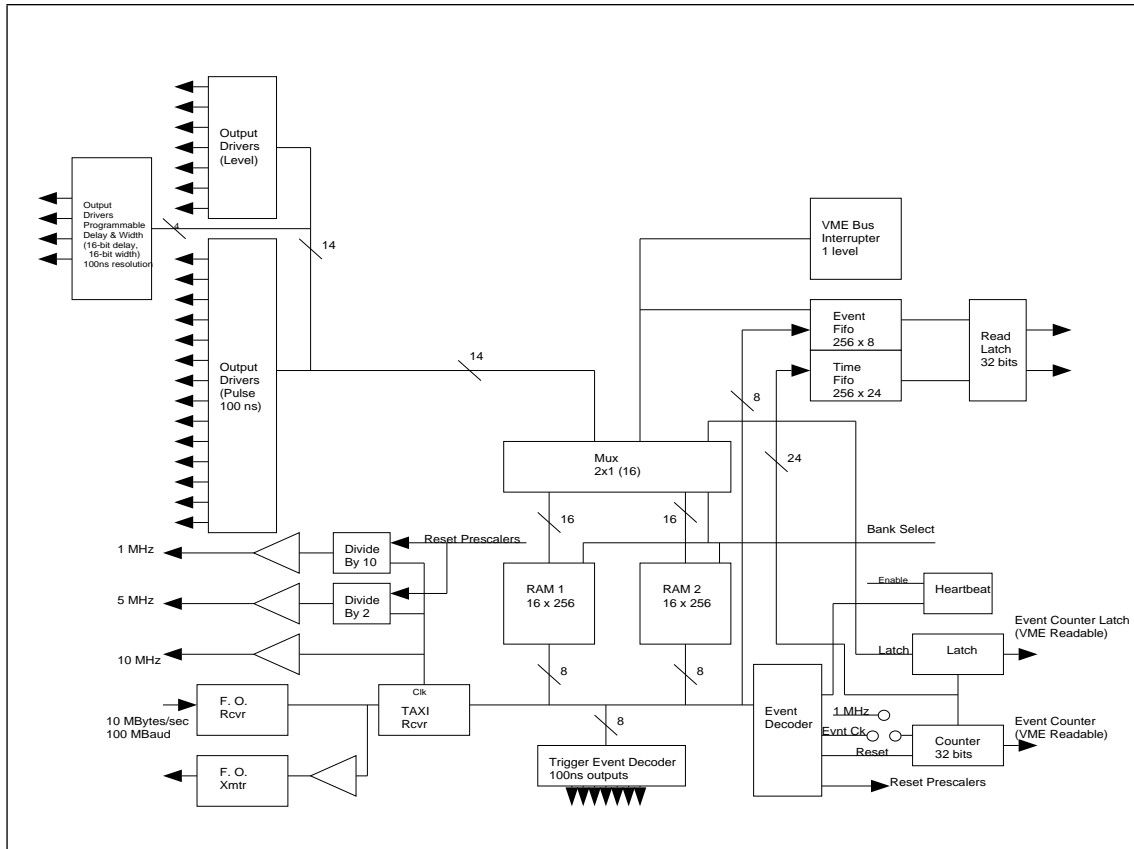 Output
Drivers
(Level)
Output
Drivers
Programmable
Delay & Width
(16-bit delay,
16-bit width)
100ns resolution
4
14
VME Bus
Interrupter
1 level
Event
Fifo
256 x 8
Read
Latch
32 bits
Time
Fifo
256 x 24
Output
Drivers
(Pulse
100 ns)
14
8
24
Mux
2x1 (16)
16
16
Bank Select
Reset Prescalers
1 MHz
Divide
By 10
RAM 1
16 x 256
RAM 2
16 x 256
Enable
Heartbeat
5 MHz
Divide
By 2
Event Counter Latch
(VME Readable)
10 MHz
Latch
Latch
8
8
Clk
TAXI
Rcvr
F. O.
Rcvr
10 MBytes/sec
100 MBaud
Event
Decoder
1 MHz
Evnt Ck
Reset
Counter
32 bits
Event Counter
(VME Readable)
8
F. O.
Xmtr
Trigger Event Decoder
100ns outputs
Reset Prescalers